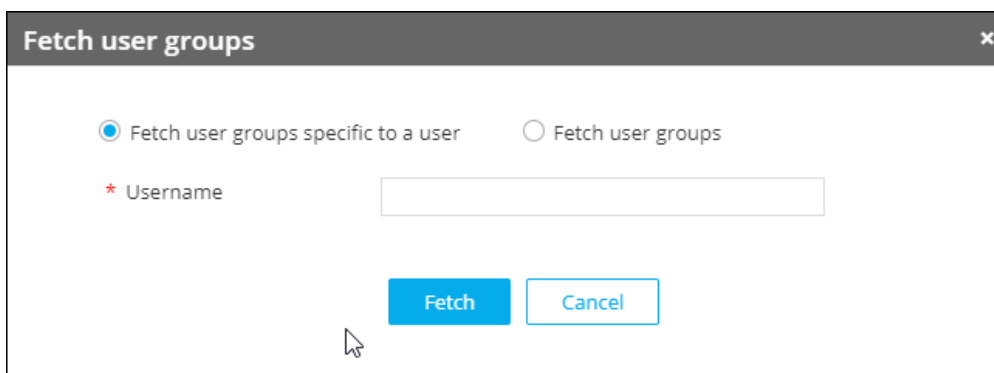 Fetch user groups ×
Fetch user groups specific to a user Fetch user groups
* Username
Fetch Cancel